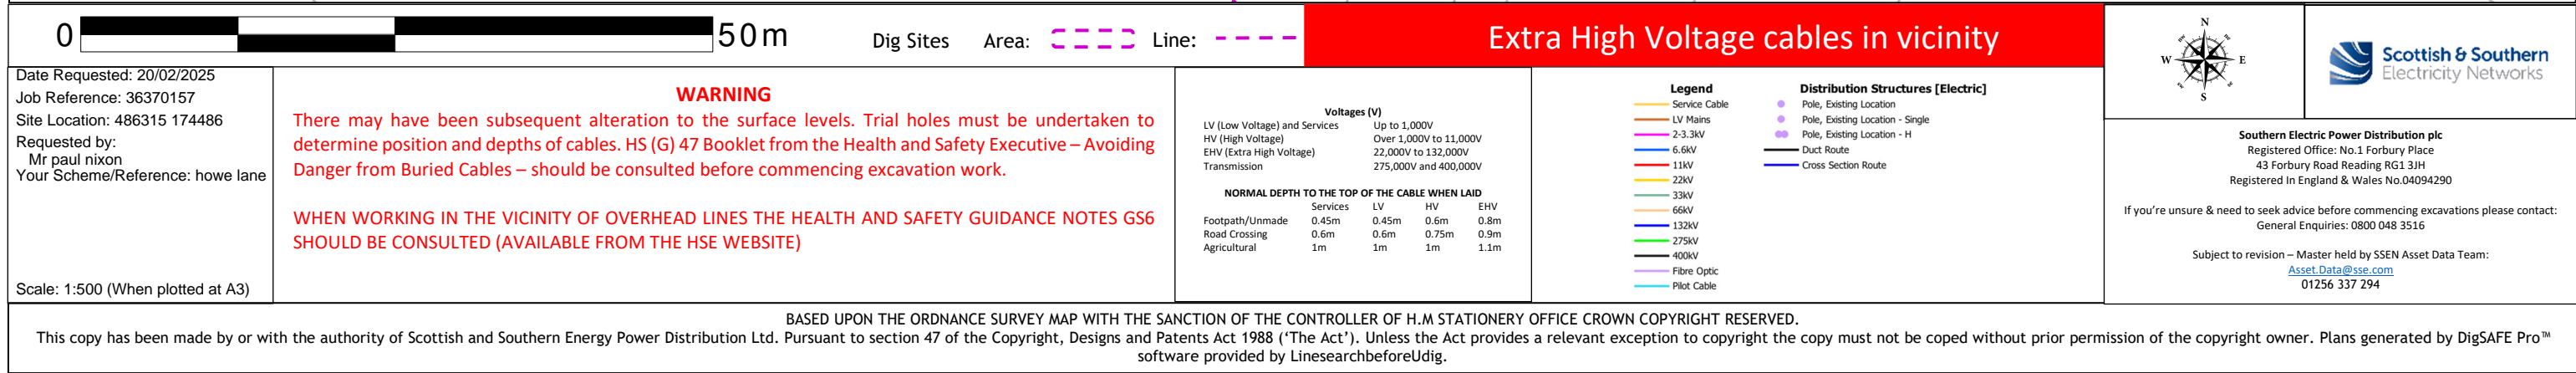 0
50m
Dig Sites Area: Line:
Extra High Voltage cables in vicinity
N
W E
S
Scottish & Southern
Electricity Networks
Date Requested: 20/02/2025
Job Reference: 36370157
Site Location: 486315 174486
Requested by:
Mr paul nixon
Your Scheme/Reference: howe lane
Scale: 1:500 (When plotted at A3)
WARNING
There may have been subsequent alteration to the surface levels. Trial holes must be undertaken to
determine position and depths of cables. HS (G) 47 Booklet from the Health and Safety Executive – Avoiding
Danger from Buried Cables – should be consulted before commencing excavation work.
WHEN WORKING IN THE VICINITY OF OVERHEAD LINES THE HEALTH AND SAFETY GUIDANCE NOTES GS6
SHOULD BE CONSULTED (AVAILABLE FROM THE HSE WEBSITE)
Voltages (V)
LV (Low Voltage) and Services Up to 1,000V
HV (High Voltage) Over 1,000V to 11,000V
EHV (Extra High Voltage) 22,000V to 132,000V
Transmission 275,000V and 400,000V
NORMAL DEPTH TO THE TOP OF THE CABLE WHEN LAID
Services LV HV EHV
Footpath/Unmade 0.45m 0.45m 0.6m 0.8m
Road Crossing 0.6m 0.6m 0.75m 0.9m
Agricultural 1m 1m 1m 1.1m
Legend
Service Cable
LV Mains
2-3.3kV
6.6kV
11kV
22kV
33kV
66kV
132kV
275kV
400kV
Fibre Optic
Pilot Cable
Distribution Structures [Electric]
Pole, Existing Location
Pole, Existing Location - Single
Pole, Existing Location - H
Duct Route
Cross Section Route
Southern Electric Power Distribution plc
Registered Office: No.1 Forbury Place
43 Forbury Road Reading RG1 3JH
Registered In England & Wales No.04094290
If you're unsure & need to seek advice before commencing excavations please contact:
General Enquiries: 0800 048 3516
Subject to revision – Master held by SSEN Asset Data Team:
Asset.Data@sse.com
01256 337 294
BASED UPON THE ORDNANCE SURVEY MAP WITH THE SANCTION OF THE CONTROLLER OF H.M STATIONERY OFFICE CROWN COPYRIGHT RESERVED.
This copy has been made by or with the authority of Scottish and Southern Energy Power Distribution Ltd. Pursuant to section 47 of the Copyright, Designs and Patents Act 1988 ('The Act'). Unless the Act provides a relevant exception to copyright the copy must not be coped without prior permission of the copyright owner. Plans generated by DigSAFE Pro™
software provided by LinesearchbeforeUdig.